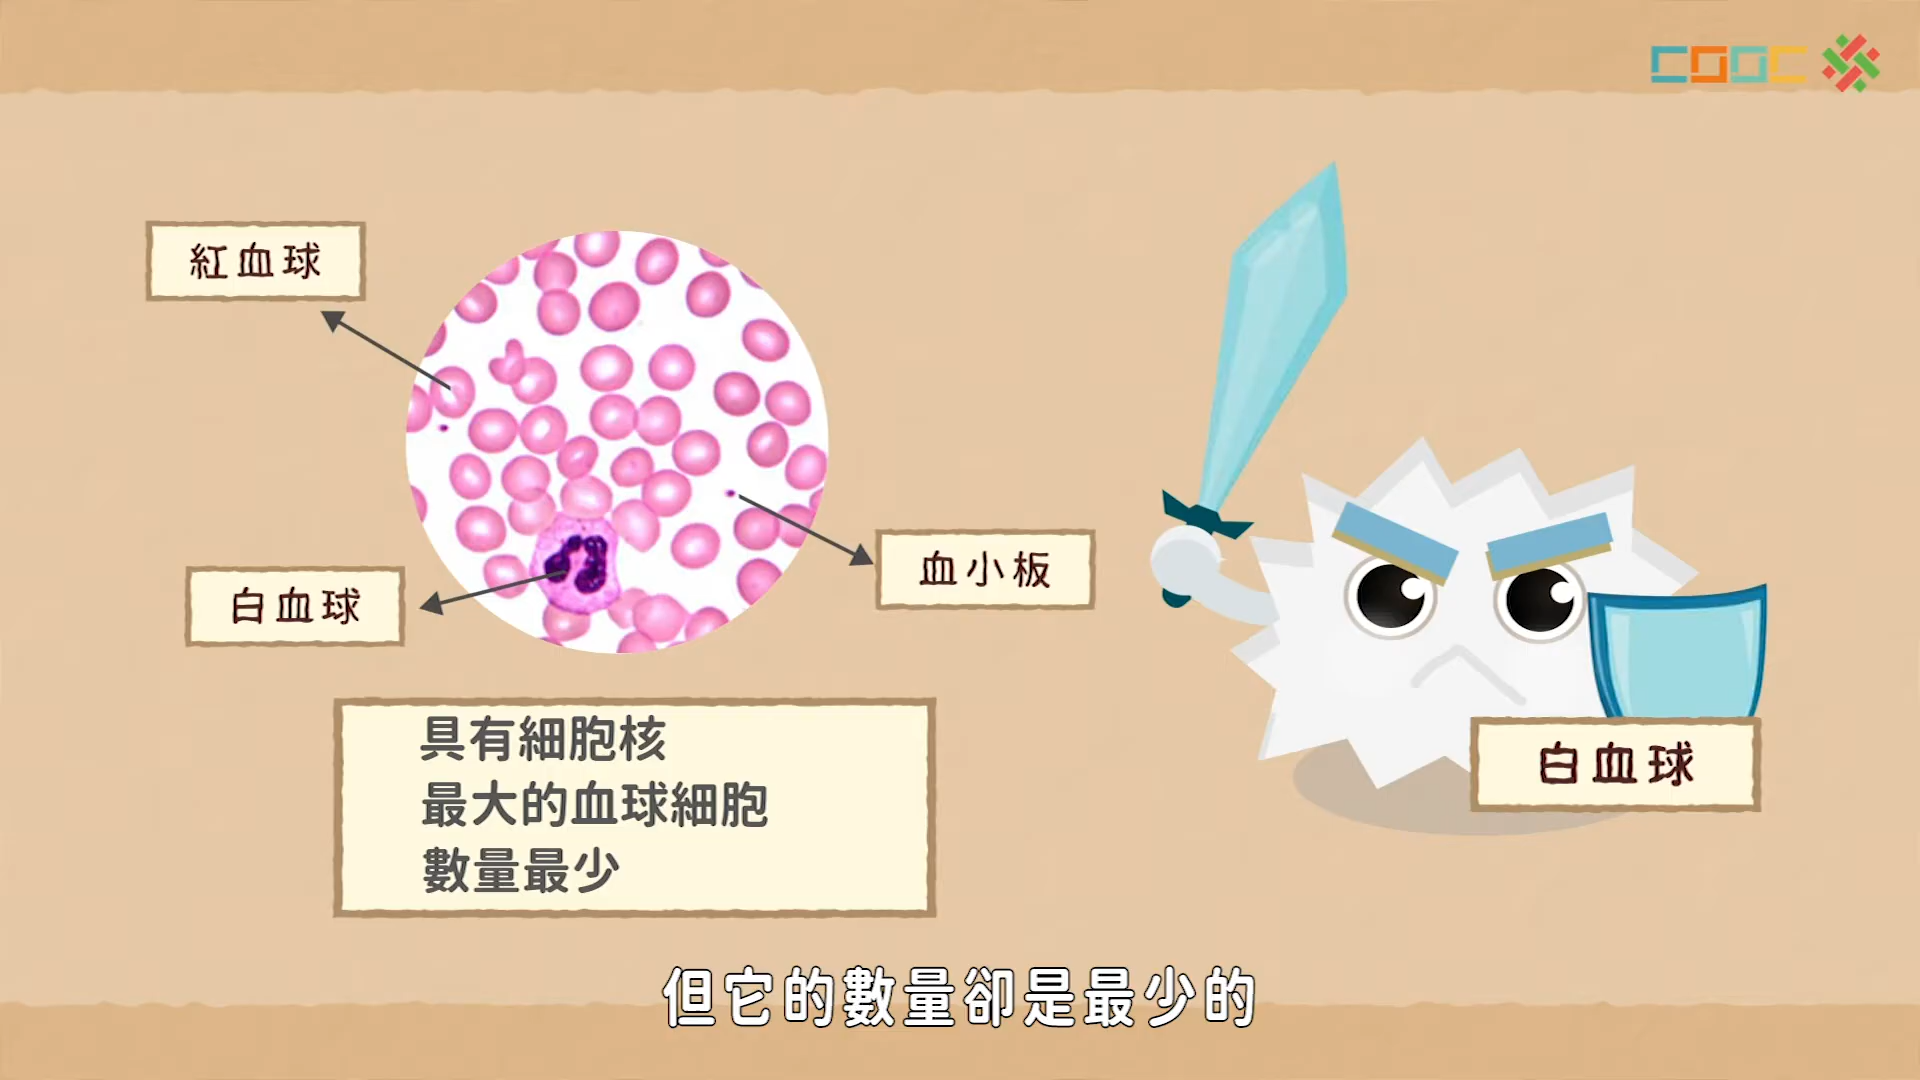 COOC
紅血球
白血球
血小板
具有細胞核
最大的血球細胞
數量最少
白血球
但它的數量卻是最少的